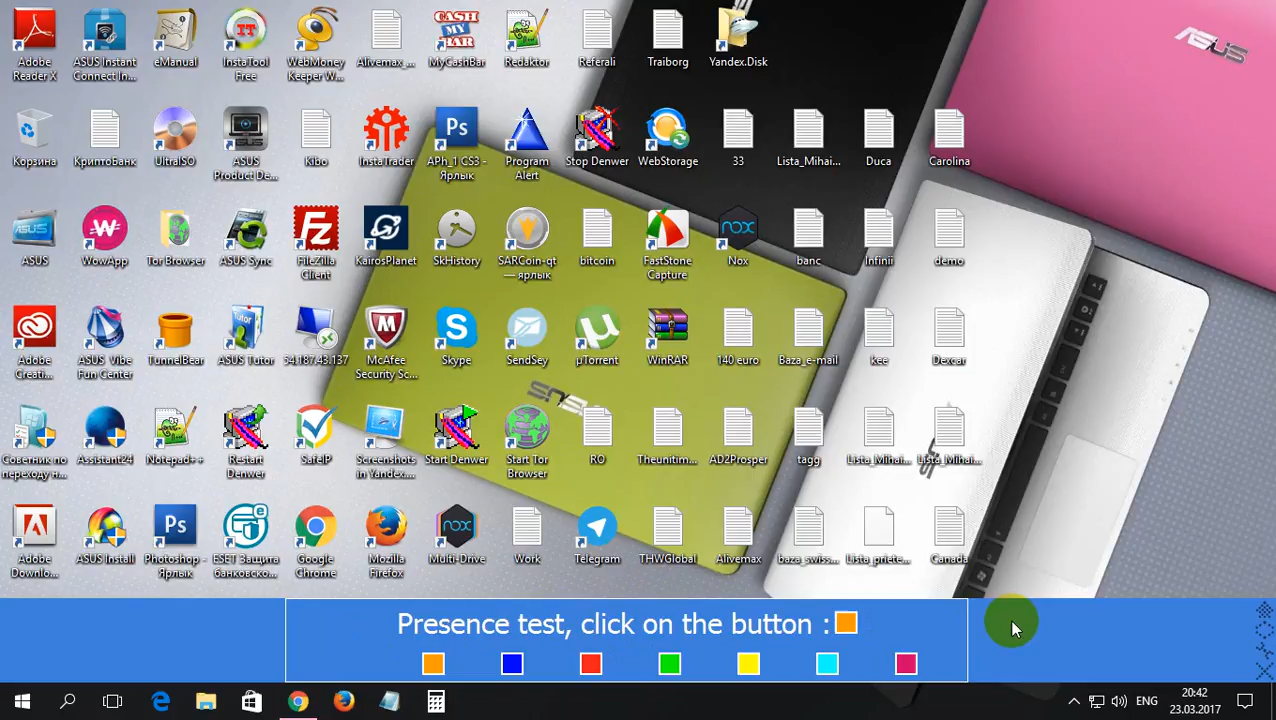 Adobe Reader X
ASUS Instant Connect In...
eManual
InstaTool Free
WebMoney Keeper W...
Alivemax_...
MyCashBar
Redaktor
Referali
Traiborg
Yandex.Disk
ASUS
Корзина
Криптобанк
UltraISO
ASUS Product De...
Kibo
InstaTrader
APh_1 CS3 - Ярлык
Program Alert
Stop Denwer
WebStorage
33
Lista_Mihai...
Duca
Carolina
ASUS
WowApp
Tor Browser
ASUS Sync
FileZilla Client
KairosPlanet
SkHistory
SARCoin-qt — ярлык
bitcoin
FastStone Capture
Nox
banc
Infinii
demo
Adobe Creati...
ASUS Vibe Fun Center
TunnelBear
ASUS Tutor
54.187.43.137
McAfee Security Sc...
Skype
SendSey
µTorrent
WinRAR
140 euro
Baza_e-mail
kee
Dexcar
ASUS
Советник по переходу н...
Assistant24
Notepad++
Restart Denwer
SafeIP
Screenshots in Yandex....
Start Denwer
Start Tor Browser
RO
Theunitim...
AD2Prosper
tagg
Lista_Mihai...
Lista_Mihai...
Adobe Downlo...
ASUS Install
Photoshop - Ярлык
ESET Защита банковско...
Google Chrome
Mozilla Firefox
Multi-Drive
Work
Telegram
THWGlobal
Alivemax
baza_swiss...
Lista_priete...
Canada
Presence test, click on the button :
ENG
20:42
23.03.2017